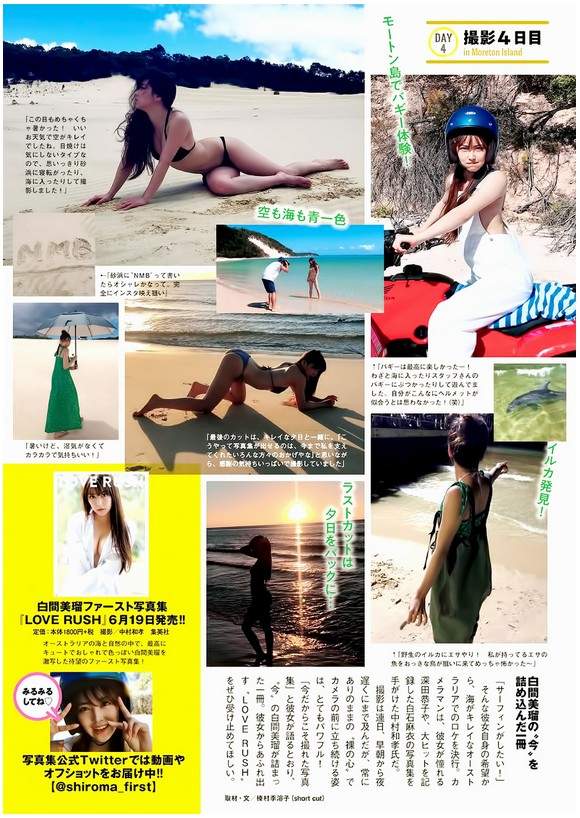 DAY
4
撮影4日目
in Moreton Island
モートン島でバギー体験！
「この日もめちゃくち
ゃ暑かった！　いい
お天気で空がキレイ
でしたね。日焼けは
気にしないタイプな
ので、思いっきり砂
浜に寝転がったり、
海に入ったりして撮
影しました！」
空も海も青一色
NMB
←「砂浜に“NMB”って書い
たらオシャレかなって。完
全にインスタ映え狙い」
↑「バギーは最高に楽しかったー！
わざと海に入ったりスタッフさんの
バギーにぶつかったりして遊んでま
した。自分がこんなにヘルメットが
似合うとは思わなかった！（笑）」
「最後のカットは、キレイな夕日と一緒に。『こ
うやって写真集が出せるのは、今まで私を支え
てくれたいろんな方々のおかげやな』と思いなが
ら、感謝の気持ちいっぱいで撮影していました」
「暑いけど、湿気がなくて
カラカラで気持ちいい！」
イルカ発見！
ラストカットは
夕日をバックに…
白間美瑠ファースト写真集
『LOVE RUSH』6月19日発売!!
定価：本体1800円+税　撮影／中村和孝　集英社
オーストラリアの海と自然の中で、最高に
キュートでおしゃれで色っぽい白間美瑠を
激写した待望のファースト写真集！
みるみる
してね♡
写真集公式Twitterでは動画や
オフショットをお届け中!!
【@shiroma_first】
↑「野生のイルカにエサやり！　私が持ってるエサの
魚をおっきな鳥が狙いに来てめっちゃ怖かった〜」
白間美瑠の“今”を
詰め込んだ一冊
「サーフィンがしたい！」
そんな彼女自身の希望か
ら、海がキレイなオースト
ラリアでのロケを決行。カ
メラマンは、彼女が憧れる
深田恭子や、大ヒットを記
録した白石麻衣の写真集を
手がけた中村和孝氏だ。
撮影は連日、早朝から夜
遅くにまで及んだが、常に
ありのままの“裸の心”で
カメラの前に立ち続ける姿
は、とてもパワフル！
「今だからこそ撮れた写真
集」と彼女が語るとおり、
“今”の白間美瑠が詰まっ
た一冊。彼女からあふれ出
す“LOVE RUSH”
をぜひ受け止めてほしい。
取材・文／棟村季溶子（short cut）